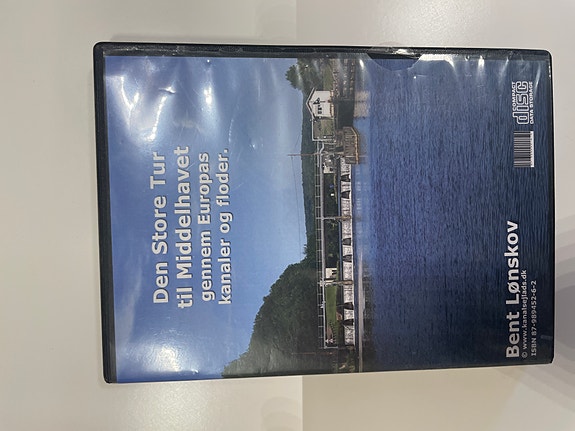 Den Store Tur
til Middelhavet
gennem Europas
kanaler og floder.
COMPACT
disc
DATA STORAGE
Bent Lønskov
© www.kanalsejlads.dk
ISBN 87-989452-6-2